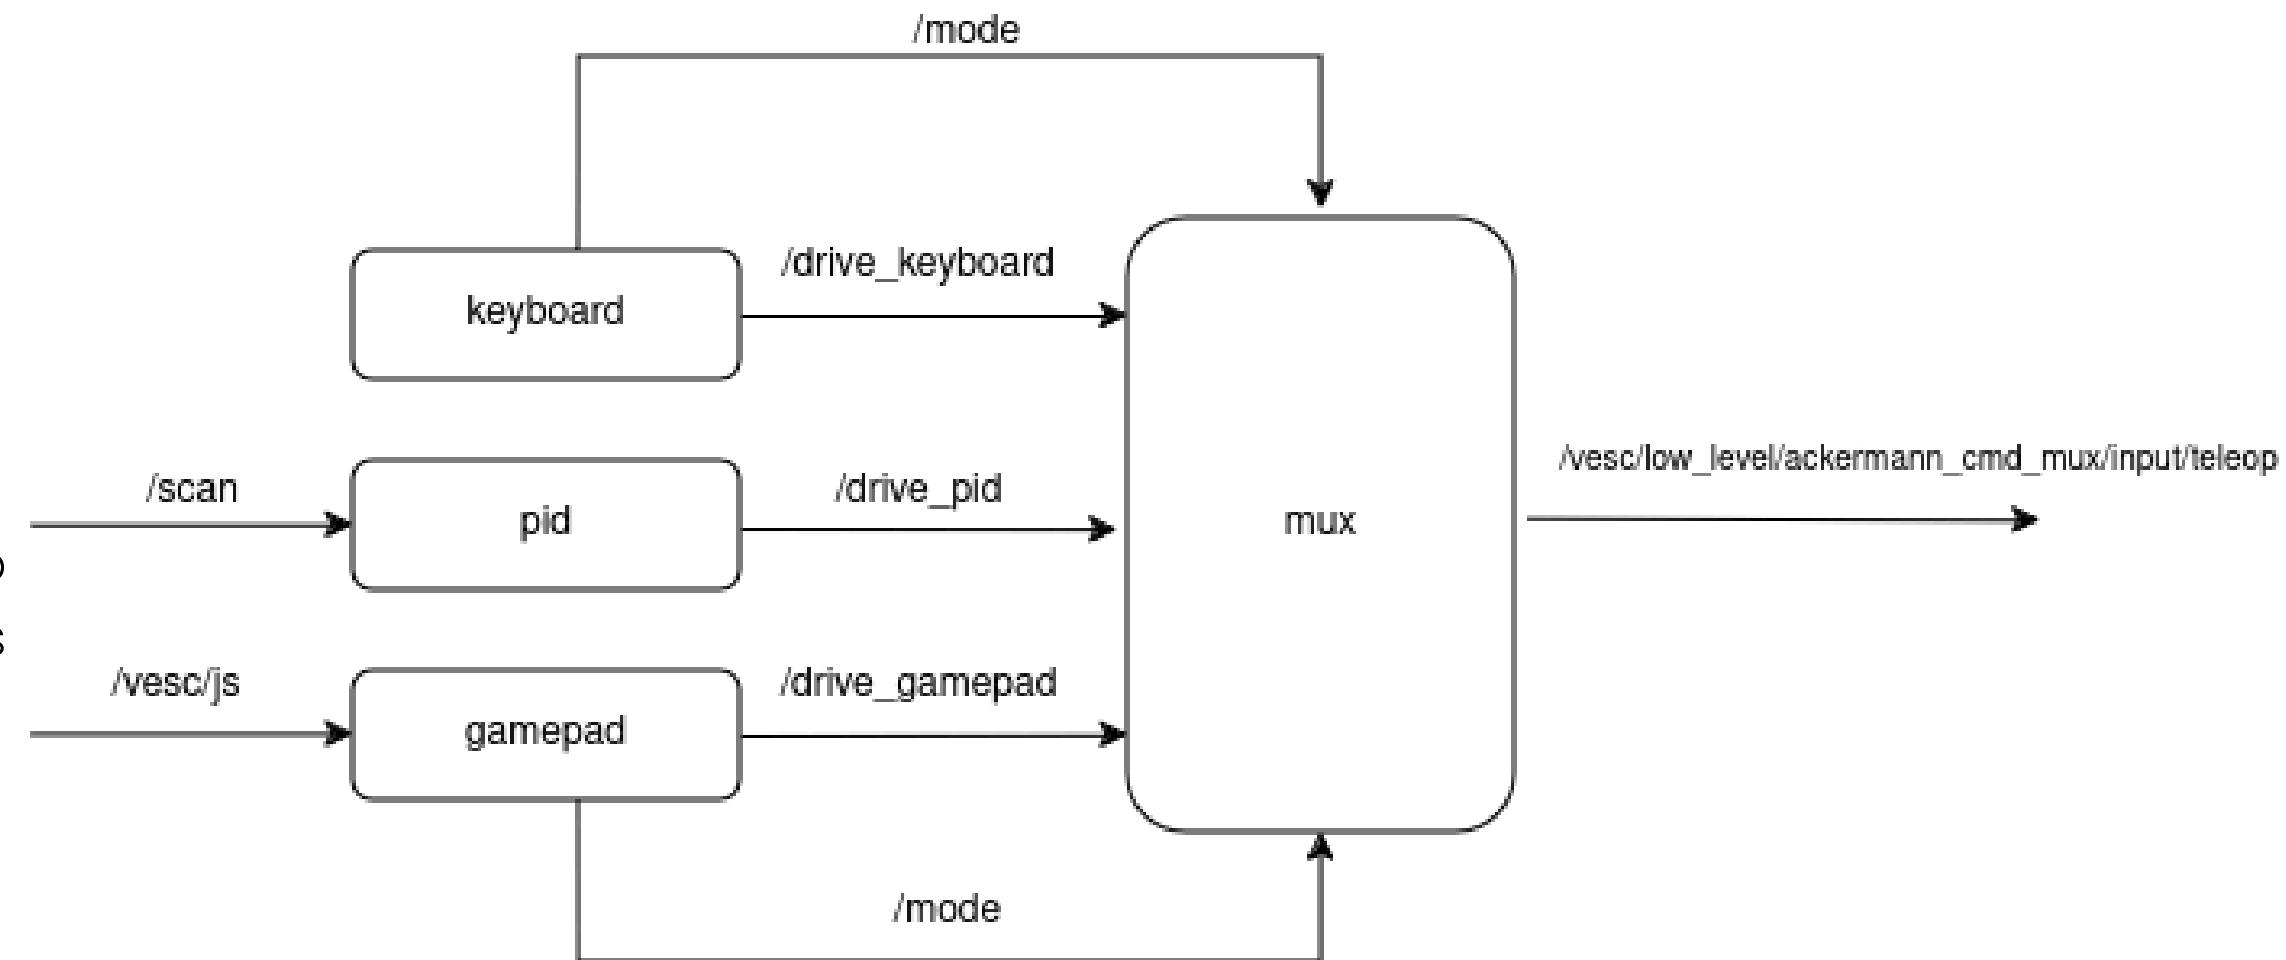 /mode
/drive_keyboard
keyboard
/vesc/low_level/ackermann_cmd_mux/input/teleop
/scan
/drive_pid
pid
mux
/vesc/js
/drive_gamepad
gamepad
/mode